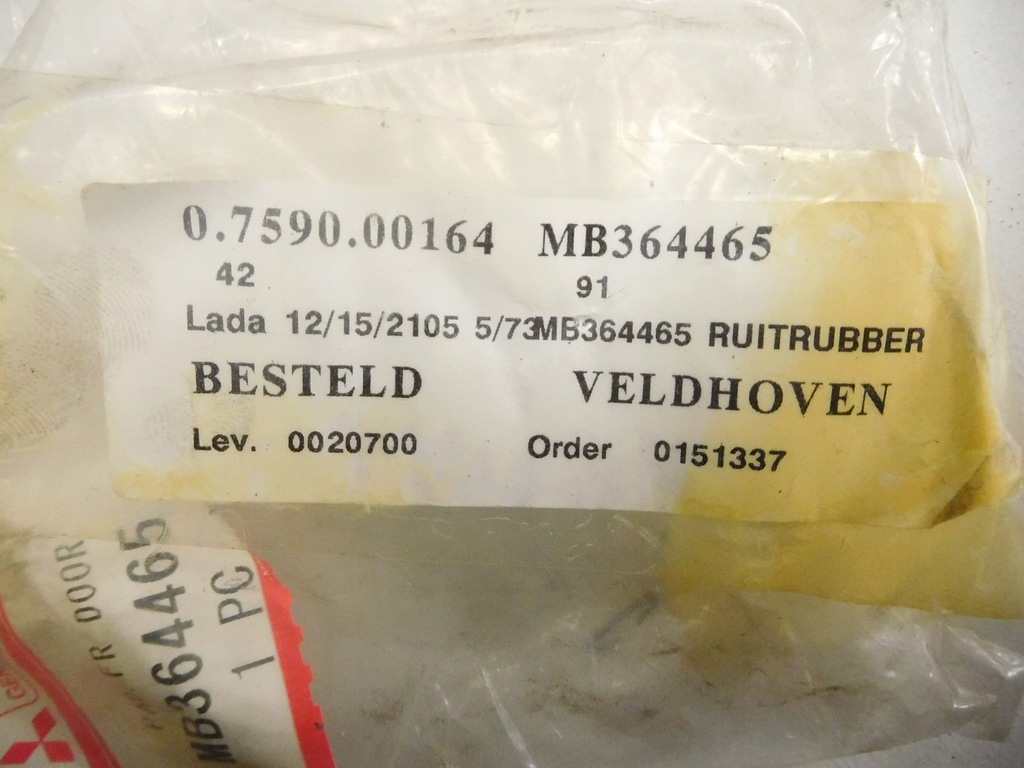 0.7590.00164 MB364465
42 91
Lada 12/15/2105 5/73MB364465 RUITRUBBER
BESTELD VELDHOVEN
Lev. 0020700 Order 0151337
FR DOOR
MB364465
1 PC